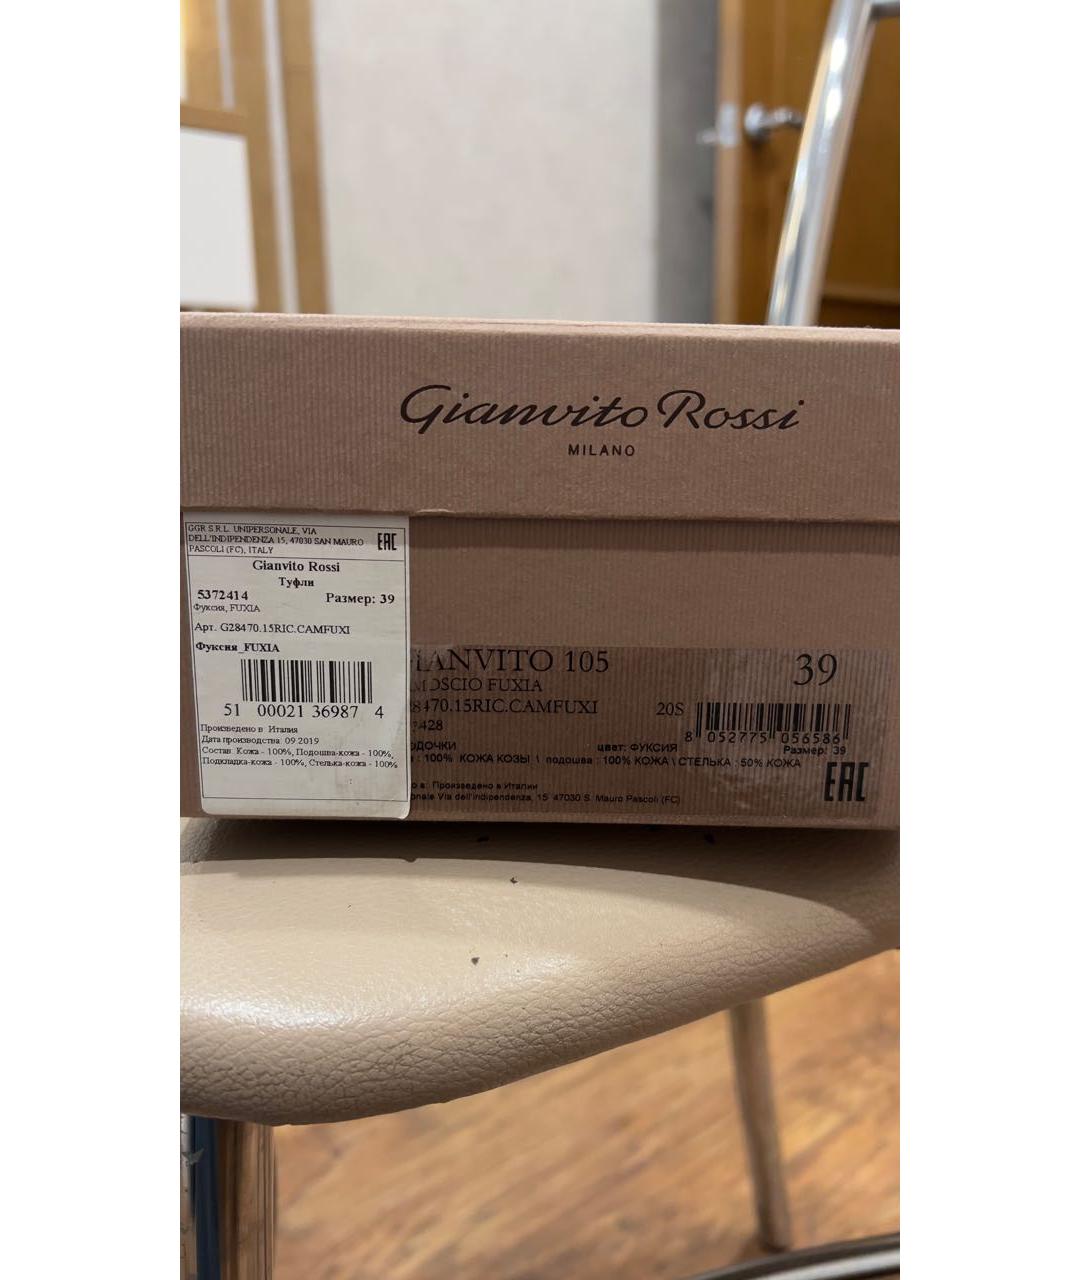 Gianvito Rossi
MILANO
GGR S.R.L. UNIPERSONALE, VIA
DELL'INDIPENDENZA 15, 47030 SAN MAURO
PASCOLI (FC), ITALY
EAC
Gianvito Rossi
Туфли
5372414
Размер: 39
Фуксия, FUXIA
Арт. G28470.15RIC.CAMFUXI
Фуксия_FUXIA
51 00021 36987 4
Произведено в Италия
Дата производства: 09.2019
Состав: Кожа - 100%, Подошва-кожа - 100%,
Подкладка-кожа - 100%, Стелька-кожа - 100%
IANVITO 105
39
MOSCIO FUXIA
8470.15RIC.CAMFUXI
20S
428
8 052775 056586
ОДОЧКИ
цвет: ФУКСИЯ
Размер: 39
: 100% КОЖА КОЗЫ \ подошва : 100% КОЖА \ СТЕЛЬКА : 50% КОЖА
EAC
о в: Произведено в Италии
onale Via dell'indipendenza, 15 47030 S. Mauro Pascoli (FC)